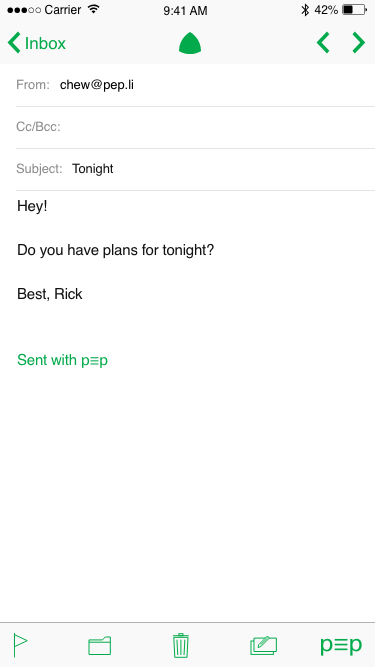 Carrier 9:41 AM 42%
Inbox
From: chew@pep.li
Cc/Bcc:
Subject: Tonight
Hey!
Do you have plans for tonight?
Best, Rick
Sent with p≡p
p≡p